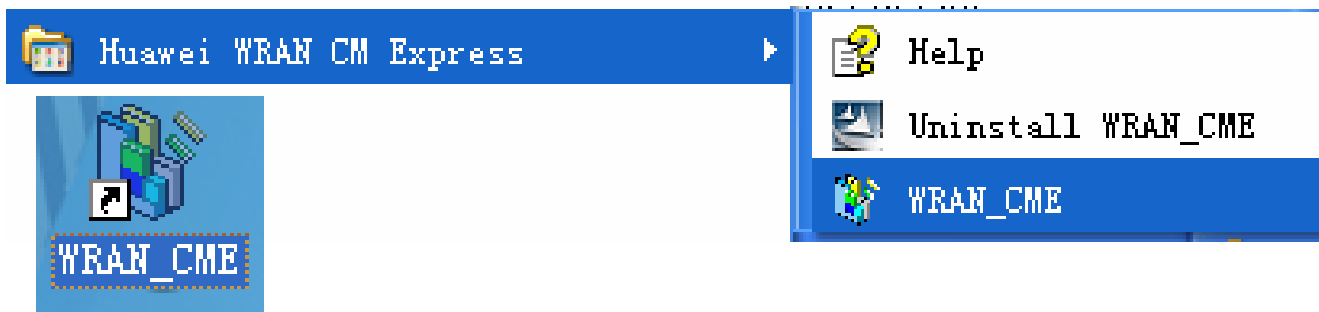 Huawei WRAN CM Express
Help
Uninstall WRAN_CME
WRAN_CME
WRAN_CME